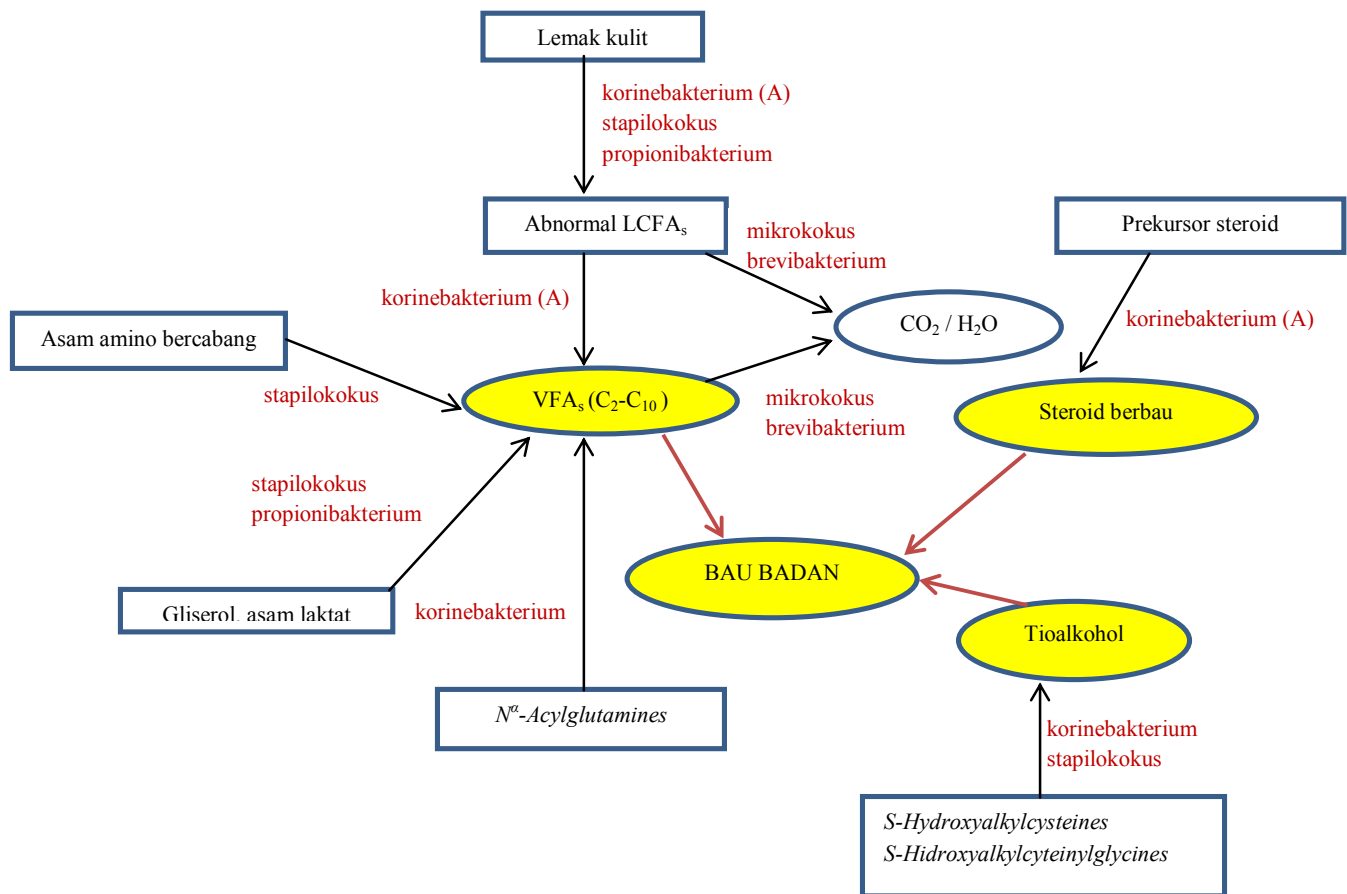 Lemak kulit
korinebakterium (A)
stapilokokus
propionibakterium
Abnormal LCFAs
mikrokokus
brevibakterium
Prekursor steroid
korinebakterium (A)
CO2 / H2O
korinebakterium (A)
Asam amino bercabang
stapilokokus
VFAs (C2-C10 )
mikrokokus
brevibakterium
Steroid berbau
stapilokokus
propionibakterium
BAU BADAN
Gliserol, asam laktat
korinebakterium
Tioalkohol
Nα-Acylglutamines
korinebakterium
stapilokokus
S-Hydroxyalkylcysteines
S-Hidroxyalkylcyteinylglycines